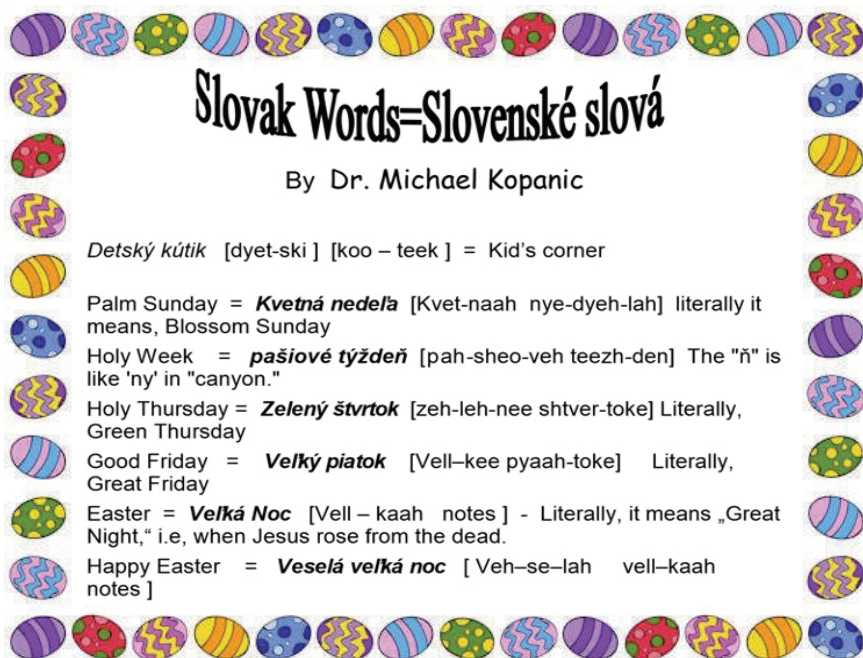 Slovak Words=Slovenské slová
By Dr. Michael Kopanic
Detský kútik [dyet-ski ] [koo – teek ] = Kid's corner
Palm Sunday = Kvetná nedeľa [Kvet-naah nye-dyeh-lah] literally it
means, Blossom Sunday
Holy Week = pašiové týždeň [pah-sheo-veh teezh-den] The "ň" is
like 'ny' in "canyon."
Holy Thursday = Zelený štvrtok [zeh-leh-nee shtver-toke] Literally,
Green Thursday
Good Friday = Veľký piatok [Vell–kee pyaah-toke] Literally,
Great Friday
Easter = Veľká Noc [Vell – kaah notes ] - Literally, it means „Great
Night,“ i.e, when Jesus rose from the dead.
Happy Easter = Veselá veľká noc [ Veh–se–lah vell–kaah
notes ]